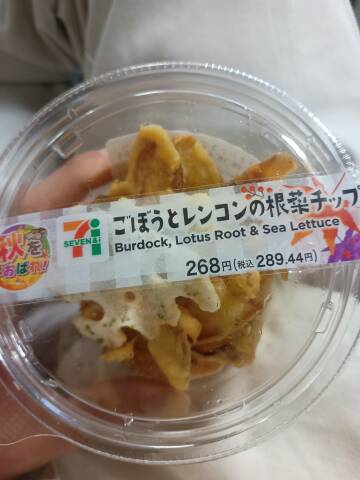 秋を
ほおばれ!
SEVEN&i
ごぼうとレンコンの根菜チップ
Burdock, Lotus Root & Sea Lettuce
268円(税込289.44円)